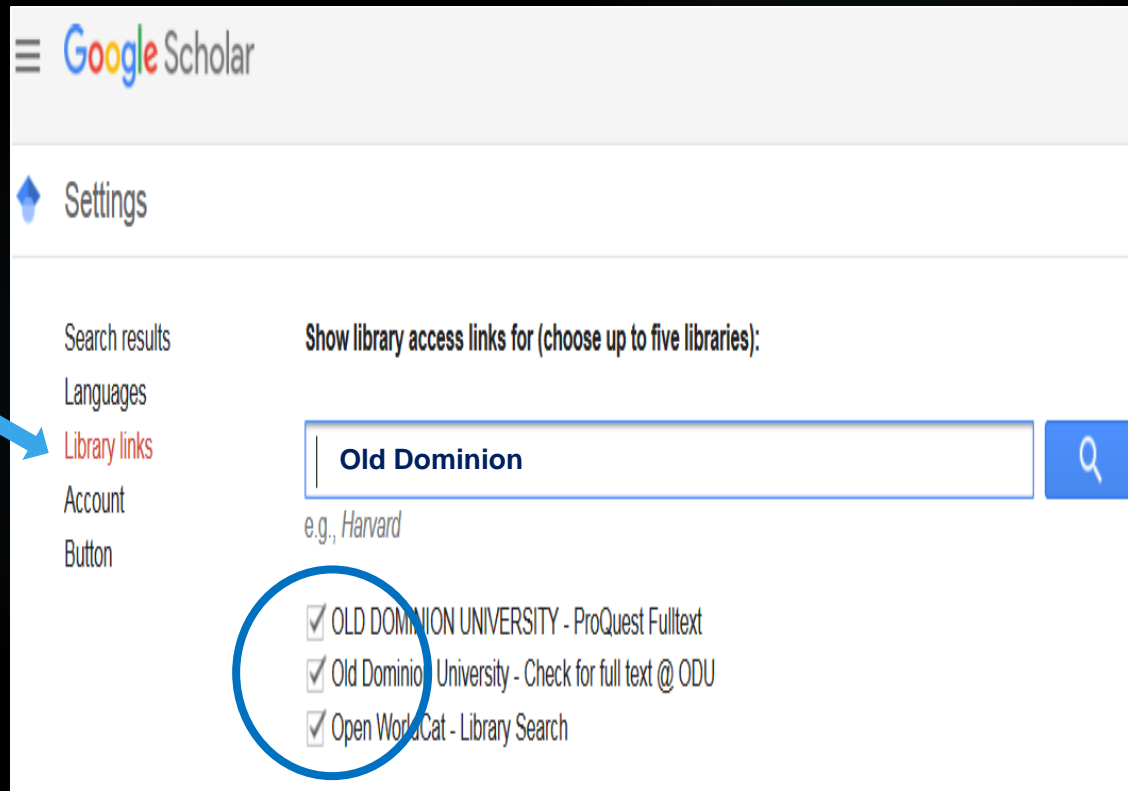 Google Scholar
Settings
Search results
Languages
Library links
Account
Button
Show library access links for (choose up to five libraries):
Old Dominion
e.g., Harvard
OLD DOMINION UNIVERSITY - ProQuest Fulltext
Old Dominion University - Check for full text @ ODU
Open WorldCat - Library Search